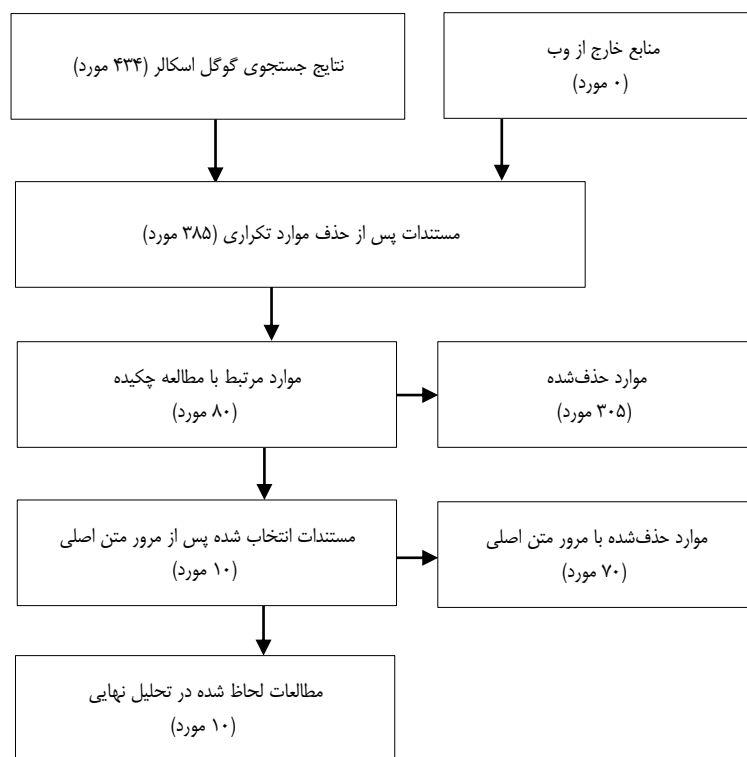 منابع خارج از وب
(۰ مورد)
نتایج جستجوی گوگل اسکالر (۴۳۴ مورد)
مستندات پس از حذف موارد تکراری (۳۸۵ مورد)
موارد حذف‌شده
(۳۰۵ مورد)
موارد مرتبط با مطالعه چکیده
(۸۰ مورد)
موارد حذف‌شده با مرور متن اصلی
(۷۰ مورد)
مستندات انتخاب شده پس از مرور متن اصلی
(۱۰ مورد)
مطالعات لحاظ شده در تحلیل نهایی
(۱۰ مورد)